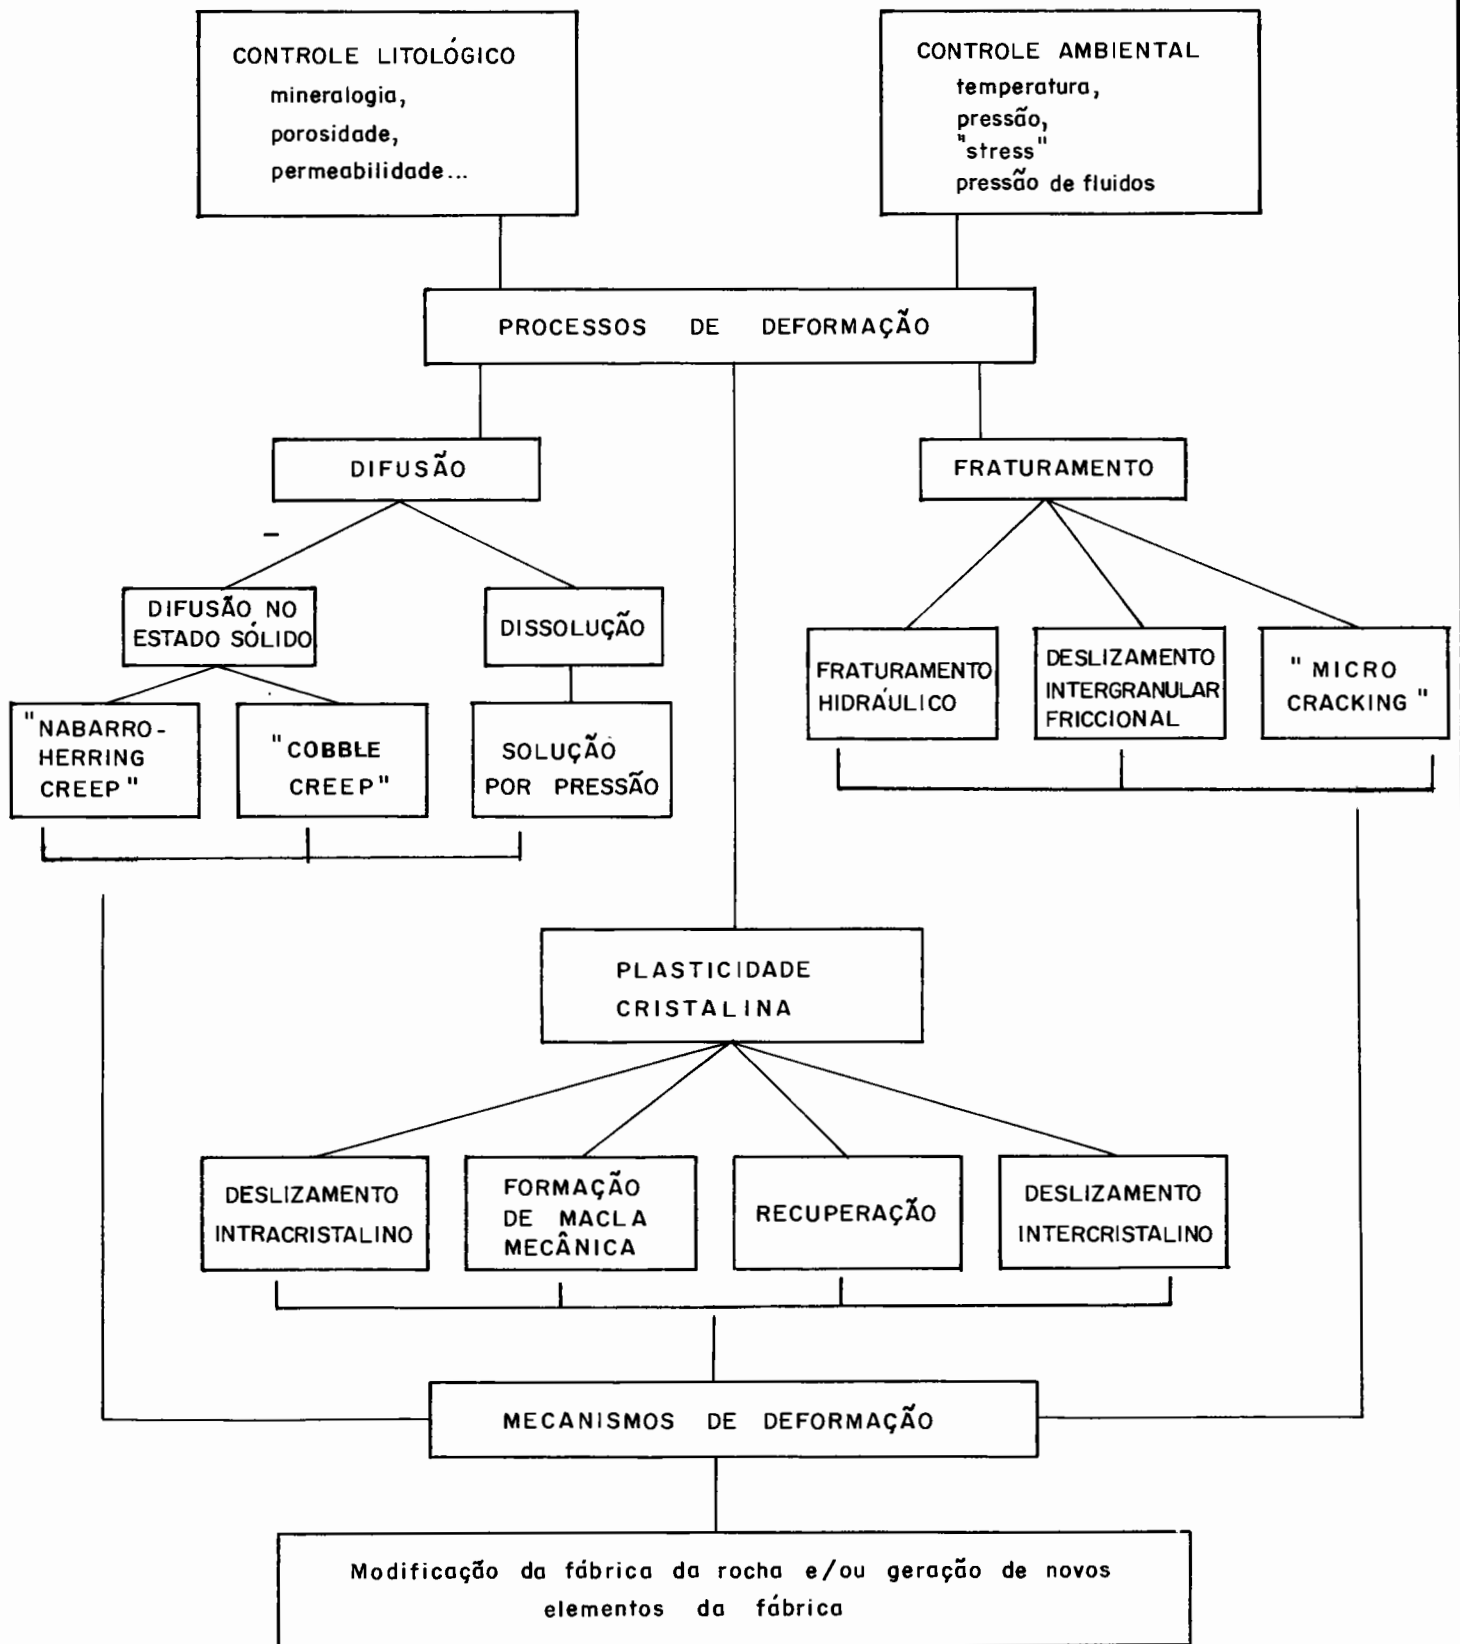 CONTROLE LITOLÓGICO
mineralogia,
porosidade,
permeabilidade...
CONTROLE AMBIENTAL
temperatura,
pressão,
"stress"
pressão de fluidos
PROCESSOS DE DEFORMAÇÃO
DIFUSÃO
FRATURAMENTO
DIFUSÃO NO
ESTADO SÓLIDO
DISSOLUÇÃO
FRATURAMENTO
HIDRÁULICO
DESLIZAMENTO
INTERGRANULAR
FRICCIONAL
" MICRO
CRACKING "
"NABARRO-
HERRING
CREEP"
"COBBLE
CREEP"
SOLUÇÃO
POR PRESSÃO
PLASTICIDADE
CRISTALINA
DESLIZAMENTO
INTRACRISTALINO
FORMAÇÃO
DE MACLA
MECÂNICA
RECUPERAÇÃO
DESLIZAMENTO
INTERCRISTALINO
MECANISMOS DE DEFORMAÇÃO
Modificação da fábrica da rocha e/ou geração de novos
elementos da fábrica